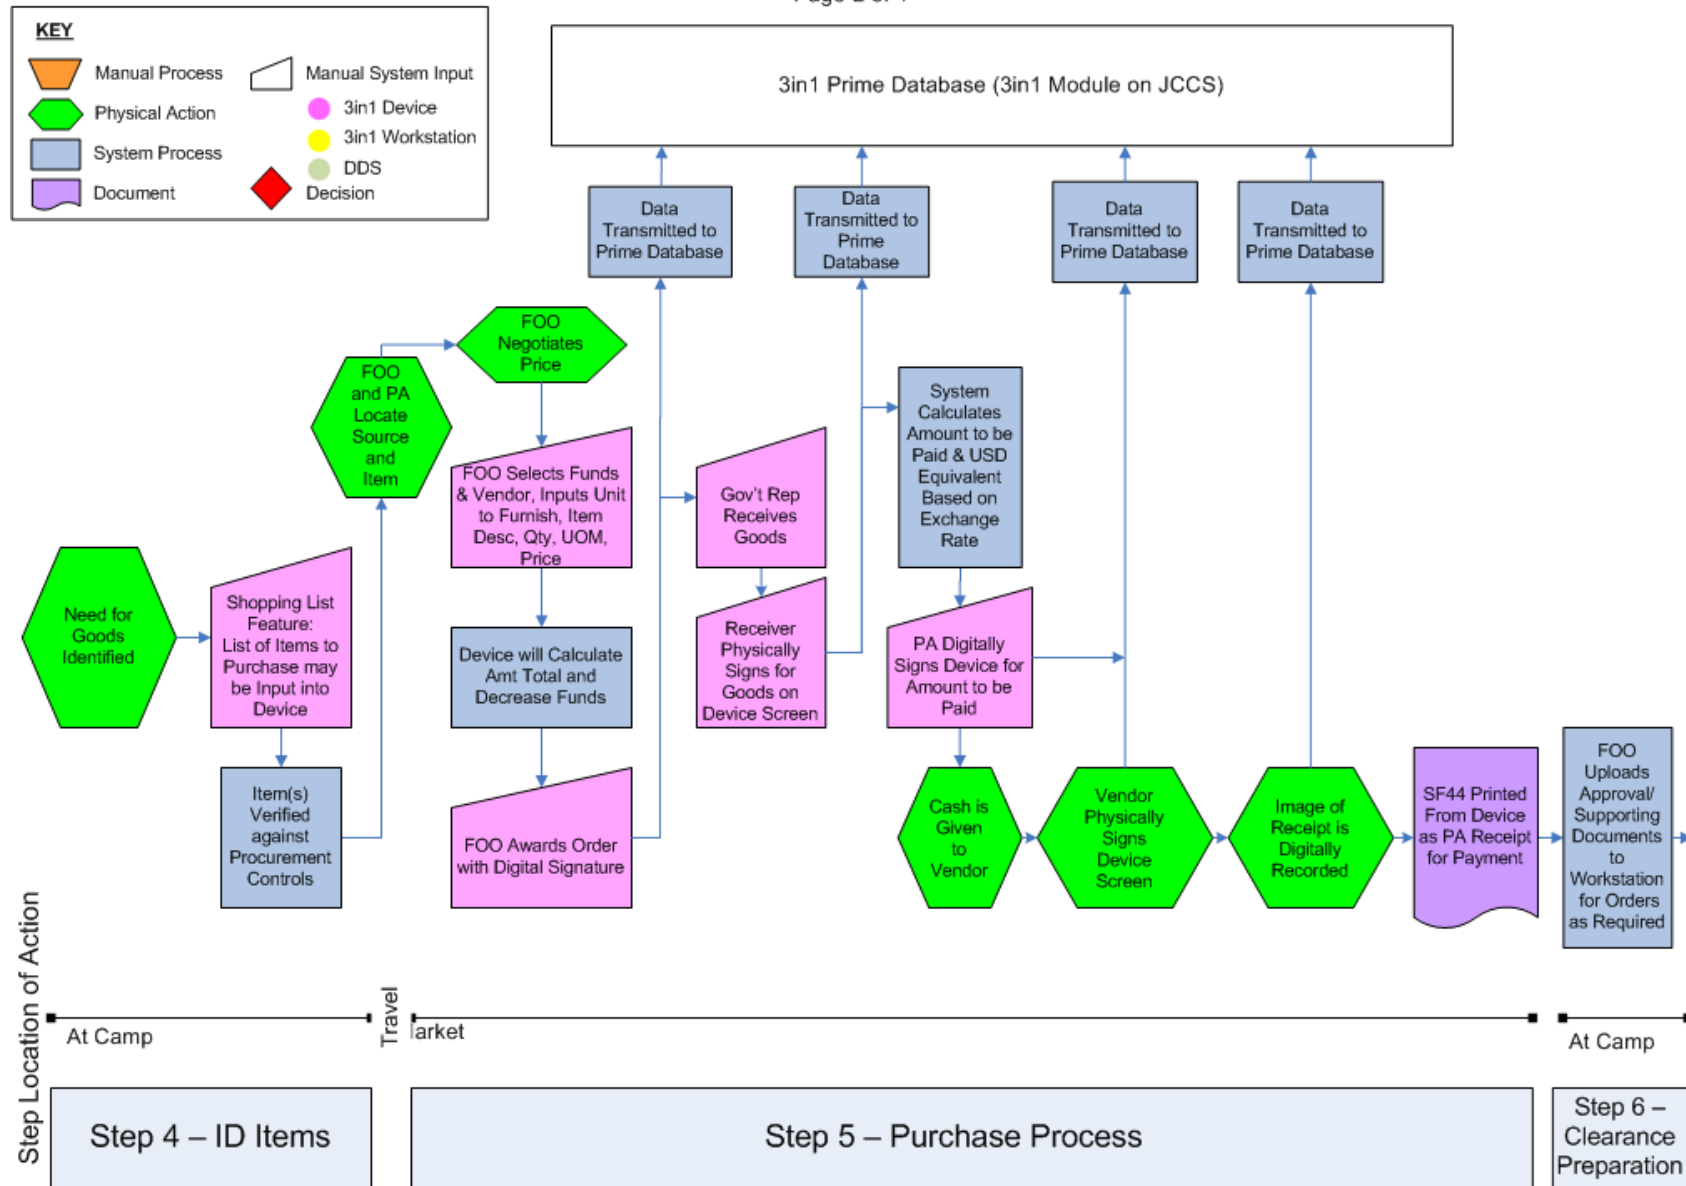 KEY
Manual Process
Physical Action
System Process
Document
Manual System Input
3in1 Device
3in1 Workstation
DDS
Decision
3in1 Prime Database (3in1 Module on JCCS)
Data
Transmitted to
Prime Database
Data
Transmitted to
Prime
Database
Data
Transmitted to
Prime Database
Data
Transmitted to
Prime Database
Need for
Goods
Identified
Shopping List
Feature:
List of Items to
Purchase may
be Input into
Device
Item(s)
Verified
against
Procurement
Controls
FOO
and PA
Locate
Source
and
Item
FOO
Negotiates
Price
FOO Selects Funds
& Vendor, Inputs Unit
to Furnish, Item
Desc, Qty, UOM,
Price
Device will Calculate
Amt Total and
Decrease Funds
FOO Awards Order
with Digital Signature
Gov't Rep
Receives
Goods
Receiver
Physically
Signs for
Goods on
Device Screen
System
Calculates
Amount to be
Paid & USD
Equivalent
Based on
Exchange
Rate
PA Digitally
Signs Device for
Amount to be
Paid
Cash is
Given
to
Vendor
Vendor
Physically
Signs
Device
Screen
Image of
Receipt is
Digitally
Recorded
SF44 Printed
From Device
as PA Receipt
for Payment
FOO
Uploads
Approval/
Supporting
Documents
to
Workstation
for Orders
as Required
Step Location of Action
At Camp
Travel
arket
At Camp
Step 4 – ID Items
Step 5 – Purchase Process
Step 6 –
Clearance
Preparation